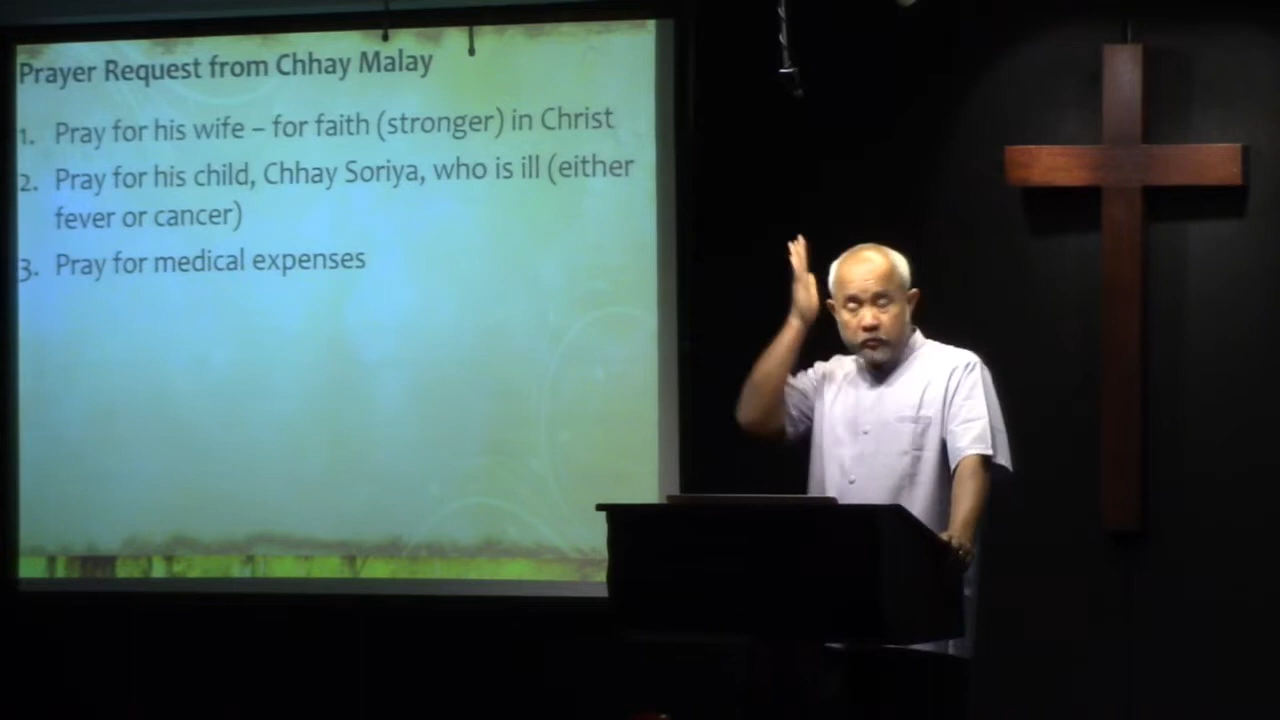 Prayer Request from Chhay Malay
1. Pray for his wife – for faith (stronger) in Christ
2. Pray for his child, Chhay Soriya, who is ill (either
fever or cancer)
3. Pray for medical expenses